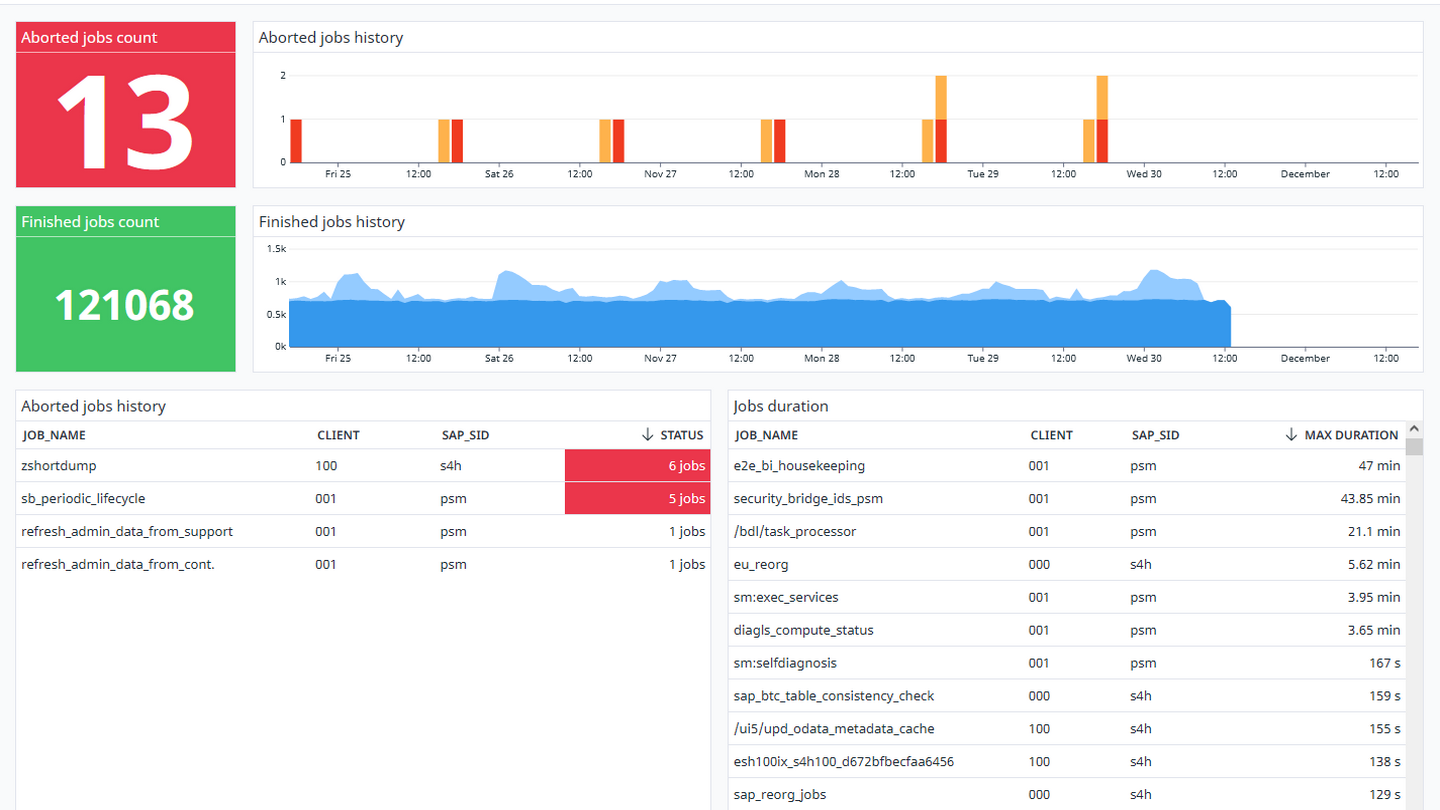 Aborted jobs count
13
Aborted jobs history
2
1
0
Fri 25 12:00 Sat 26 12:00 Nov 27 12:00 Mon 28 12:00 Tue 29 12:00 Wed 30 12:00 December 12:00
Finished jobs count
121068
Finished jobs history
1.5k
1k
0.5k
0k
Fri 25 12:00 Sat 26 12:00 Nov 27 12:00 Mon 28 12:00 Tue 29 12:00 Wed 30 12:00 December 12:00
Aborted jobs history
JOB_NAME CLIENT SAP_SID ↓ STATUS
zshortdump 100 s4h 6 jobs
sb_periodic_lifecycle 001 psm 5 jobs
refresh_admin_data_from_support 001 psm 1 jobs
refresh_admin_data_from_cont. 001 psm 1 jobs
Jobs duration
JOB_NAME CLIENT SAP_SID ↓ MAX DURATION
e2e_bi_housekeeping 001 psm 47 min
security_bridge_ids_psm 001 psm 43.85 min
/bdl/task_processor 001 psm 21.1 min
eu_reorg 000 s4h 5.62 min
sm:exec_services 001 psm 3.95 min
diagls_compute_status 001 psm 3.65 min
sm:selfdiagnosis 001 psm 167 s
sap_btc_table_consistency_check 000 s4h 159 s
/ui5/upd_odata_metadata_cache 100 s4h 155 s
esh100ix_s4h100_d672bfbecfaa6456 100 s4h 138 s
sap_reorg_jobs 000 s4h 129 s